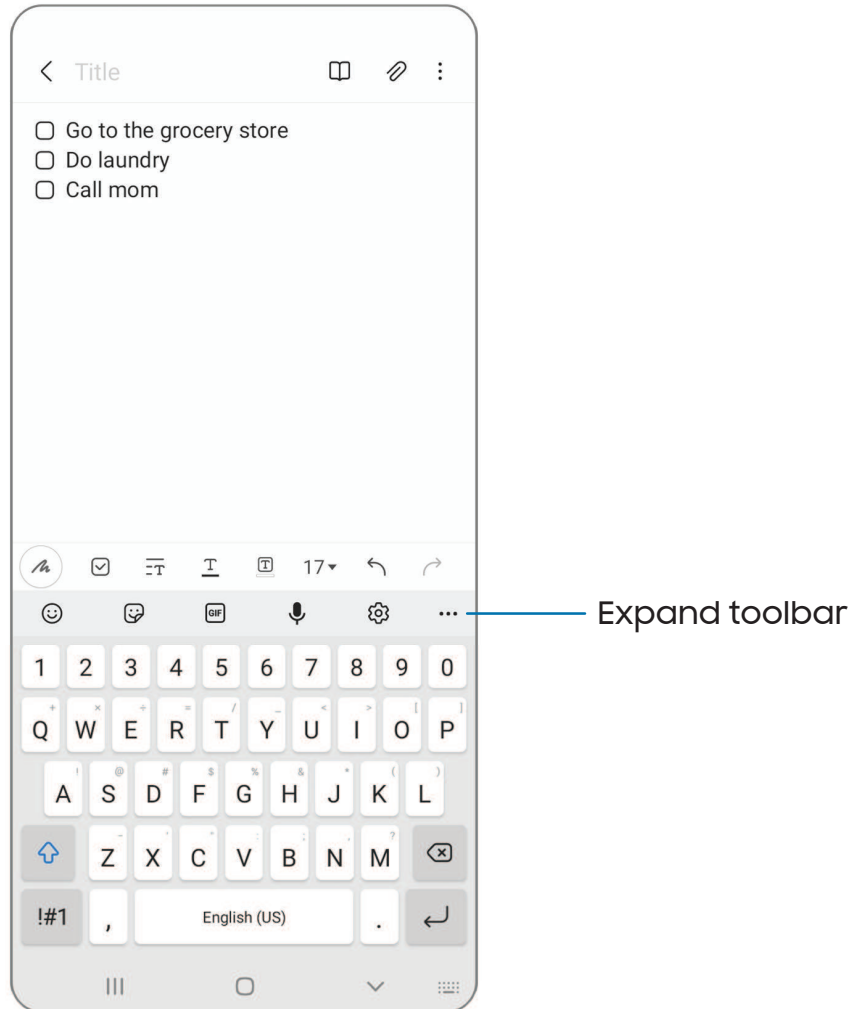 Title
Go to the grocery store
Do laundry
Call mom
T T T 17
GIF
Expand toolbar
1 2 3 4 5 6 7 8 9 0
+ × ÷ = / _ < > [ ]
Q W E R T Y U I O P
! @ # $ % & * ( )
A S D F G H J K L
- ' " : ; , ?
Z X C V B N M
!#1 , English (US) .